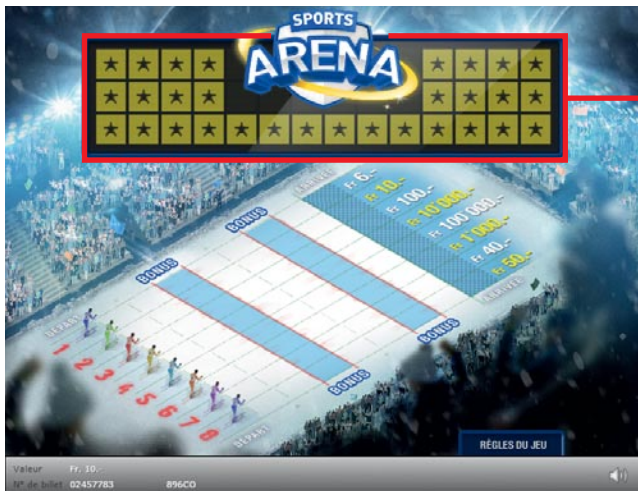 SPORTS
ARENA
ARRIVÉE
Fr. 6.-
Fr. 10.-
Fr. 100.-
Fr. 10'000.-
Fr. 100'000.-
Fr. 1'000.-
Fr. 40.-
Fr. 50.-
ARRIVÉE
BONUS
BONUS
BONUS
BONUS
DÉPART
1 2 3 4 5 6 7 8
DÉPART
RÈGLES DU JEU
Valeur Fr. 10.-
N° de billet 02457783 896CO